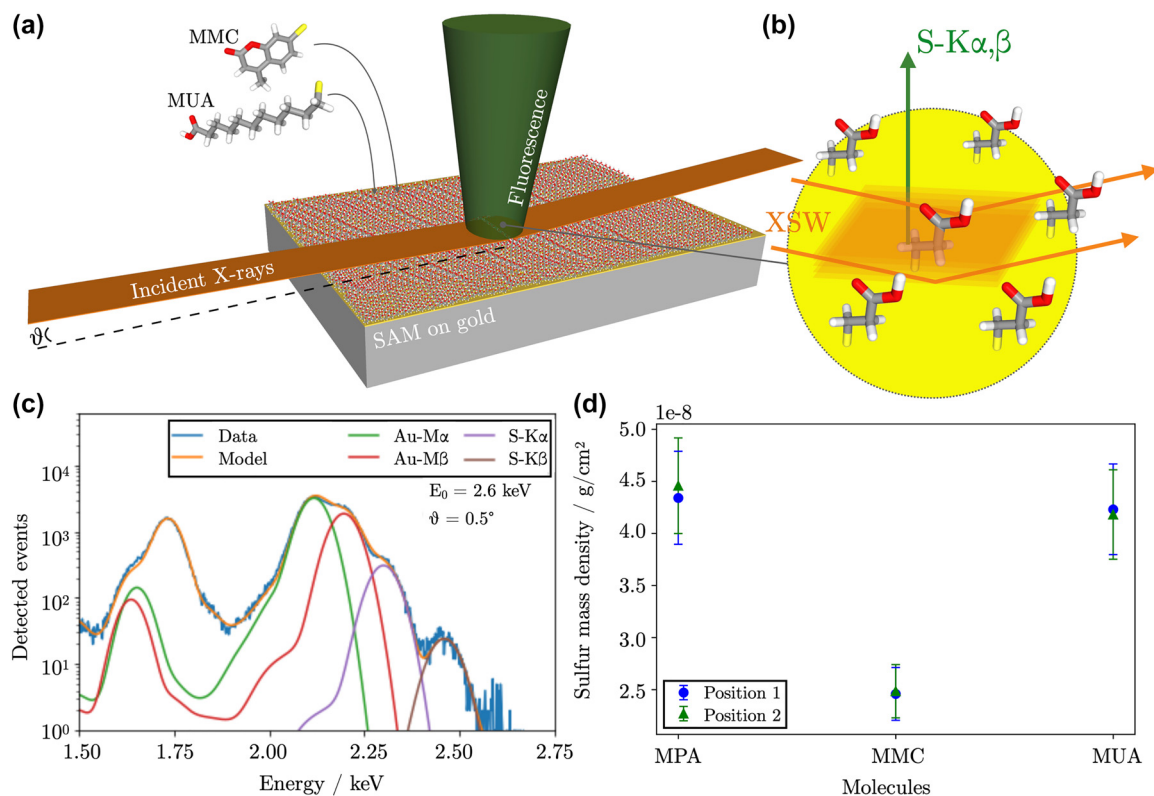 (a)
MMC
MUA
Fluorescence
Incident X-rays
ϑ
SAM on gold
(b)
S-Kα,β
XSW
(c)
Data
Model
Au-Mα
Au-Mβ
S-Kα
S-Kβ
E₀ = 2.6 keV
ϑ = 0.5°
Detected events
10⁴
10³
10²
10¹
10⁰
1.50 1.75 2.00 2.25 2.50 2.75
Energy / keV
(d)
1e-8
Sulfur mass density / g/cm²
5.0
4.5
4.0
3.5
3.0
2.5
Position 1
Position 2
MPA MMC MUA
Molecules